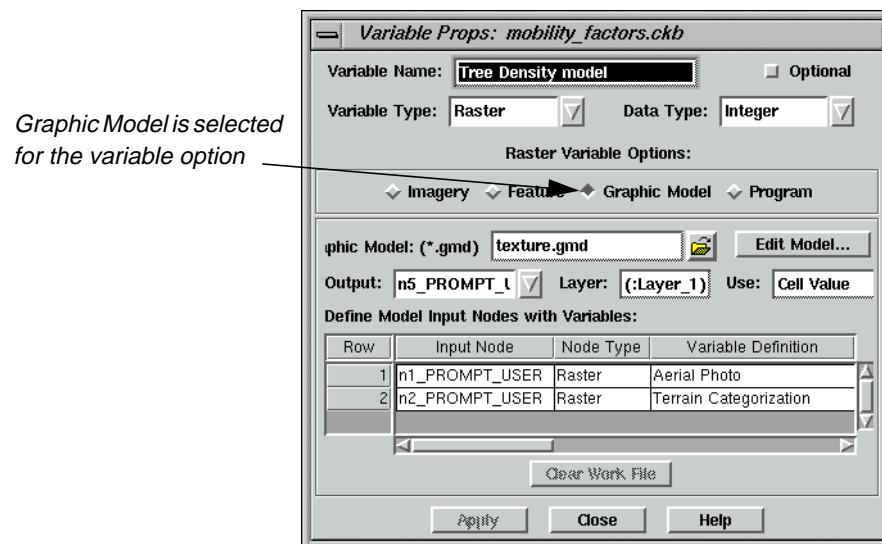 Variable Props: mobility_factors.ckb
Variable Name: Tree Density model Optional
Variable Type: Raster Data Type: Integer
Graphic Model is selected
for the variable option
Raster Variable Options:
Imagery Feature Graphic Model Program
phic Model: (*.gmd) texture.gmd Edit Model...
Output: n5_PROMPT_U Layer: (:Layer_1) Use: Cell Value
Define Model Input Nodes with Variables:
Row Input Node Node Type Variable Definition
1 n1_PROMPT_USER Raster Aerial Photo
2 n2_PROMPT_USER Raster Terrain Categorization
Clear Work File
Apply Close Help